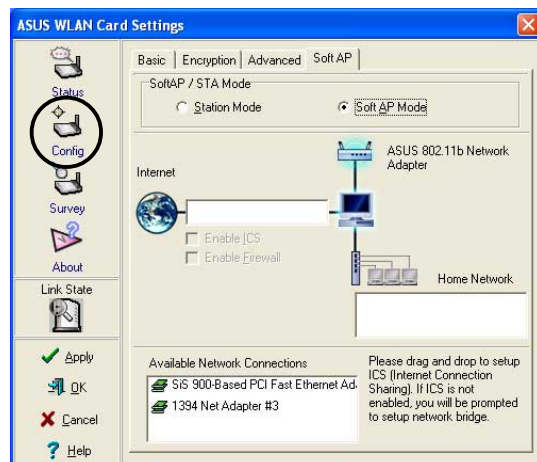 ASUS WLAN Card Settings
Status
Config
Survey
About
Link State
Apply
OK
Cancel
Help
Basic
Encryption
Advanced
Soft AP
SoftAP / STA Mode
Station Mode
Soft AP Mode
Internet
ASUS 802.11b Network
Adapter
Enable ICS
Enable Firewall
Home Network
Available Network Connections
SiS 900-Based PCI Fast Ethernet Ad
1394 Net Adapter #3
Please drag and drop to setup
ICS (Internet Connection
Sharing). If ICS is not
enabled, you will be prompted
to setup network bridge.